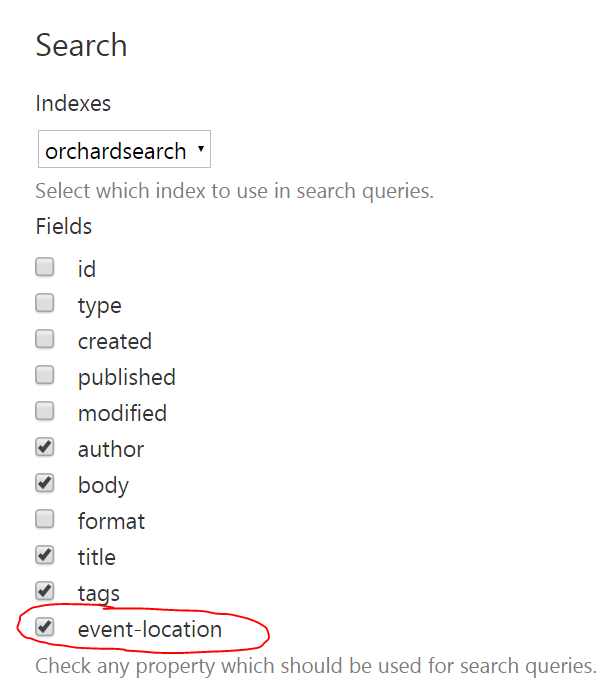 Search
Indexes
orchardsearch
Select which index to use in search queries.
Fields
id
type
created
published
modified
author
body
format
title
tags
event-location
Check any property which should be used for search queries.